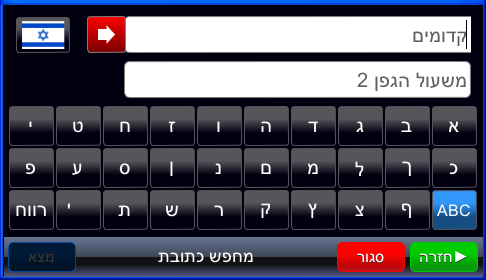 קדומים
משעול הגפן 2
א ב ג ד ה ו ז ח ט י
כ ך ל מ ם נ ן ס ע פ
ABC ף צ ץ ק ר ש ת ' רווח
חזרה סגור מחפש כתובת מצא